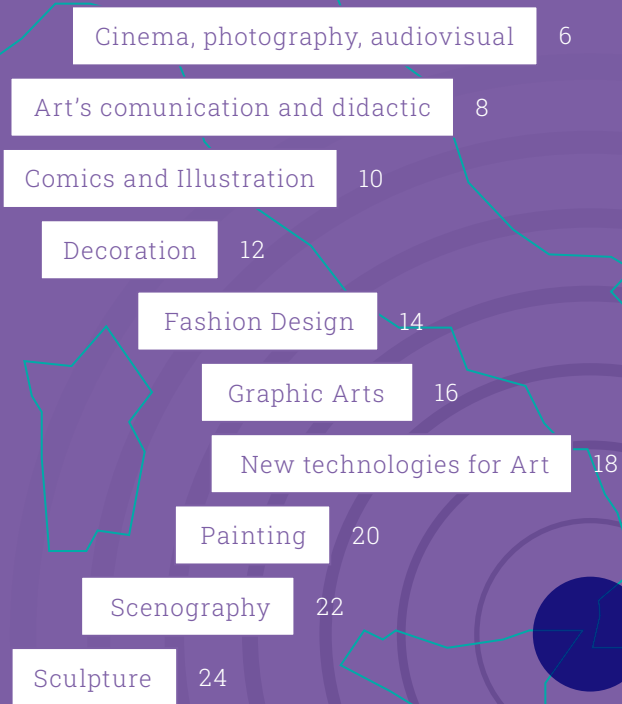 Cinema, photography, audiovisual 6
Art's comunication and didactic 8
Comics and Illustration 10
Decoration 12
Fashion Design 14
Graphic Arts 16
New technologies for Art 18
Painting 20
Scenography 22
Sculpture 24